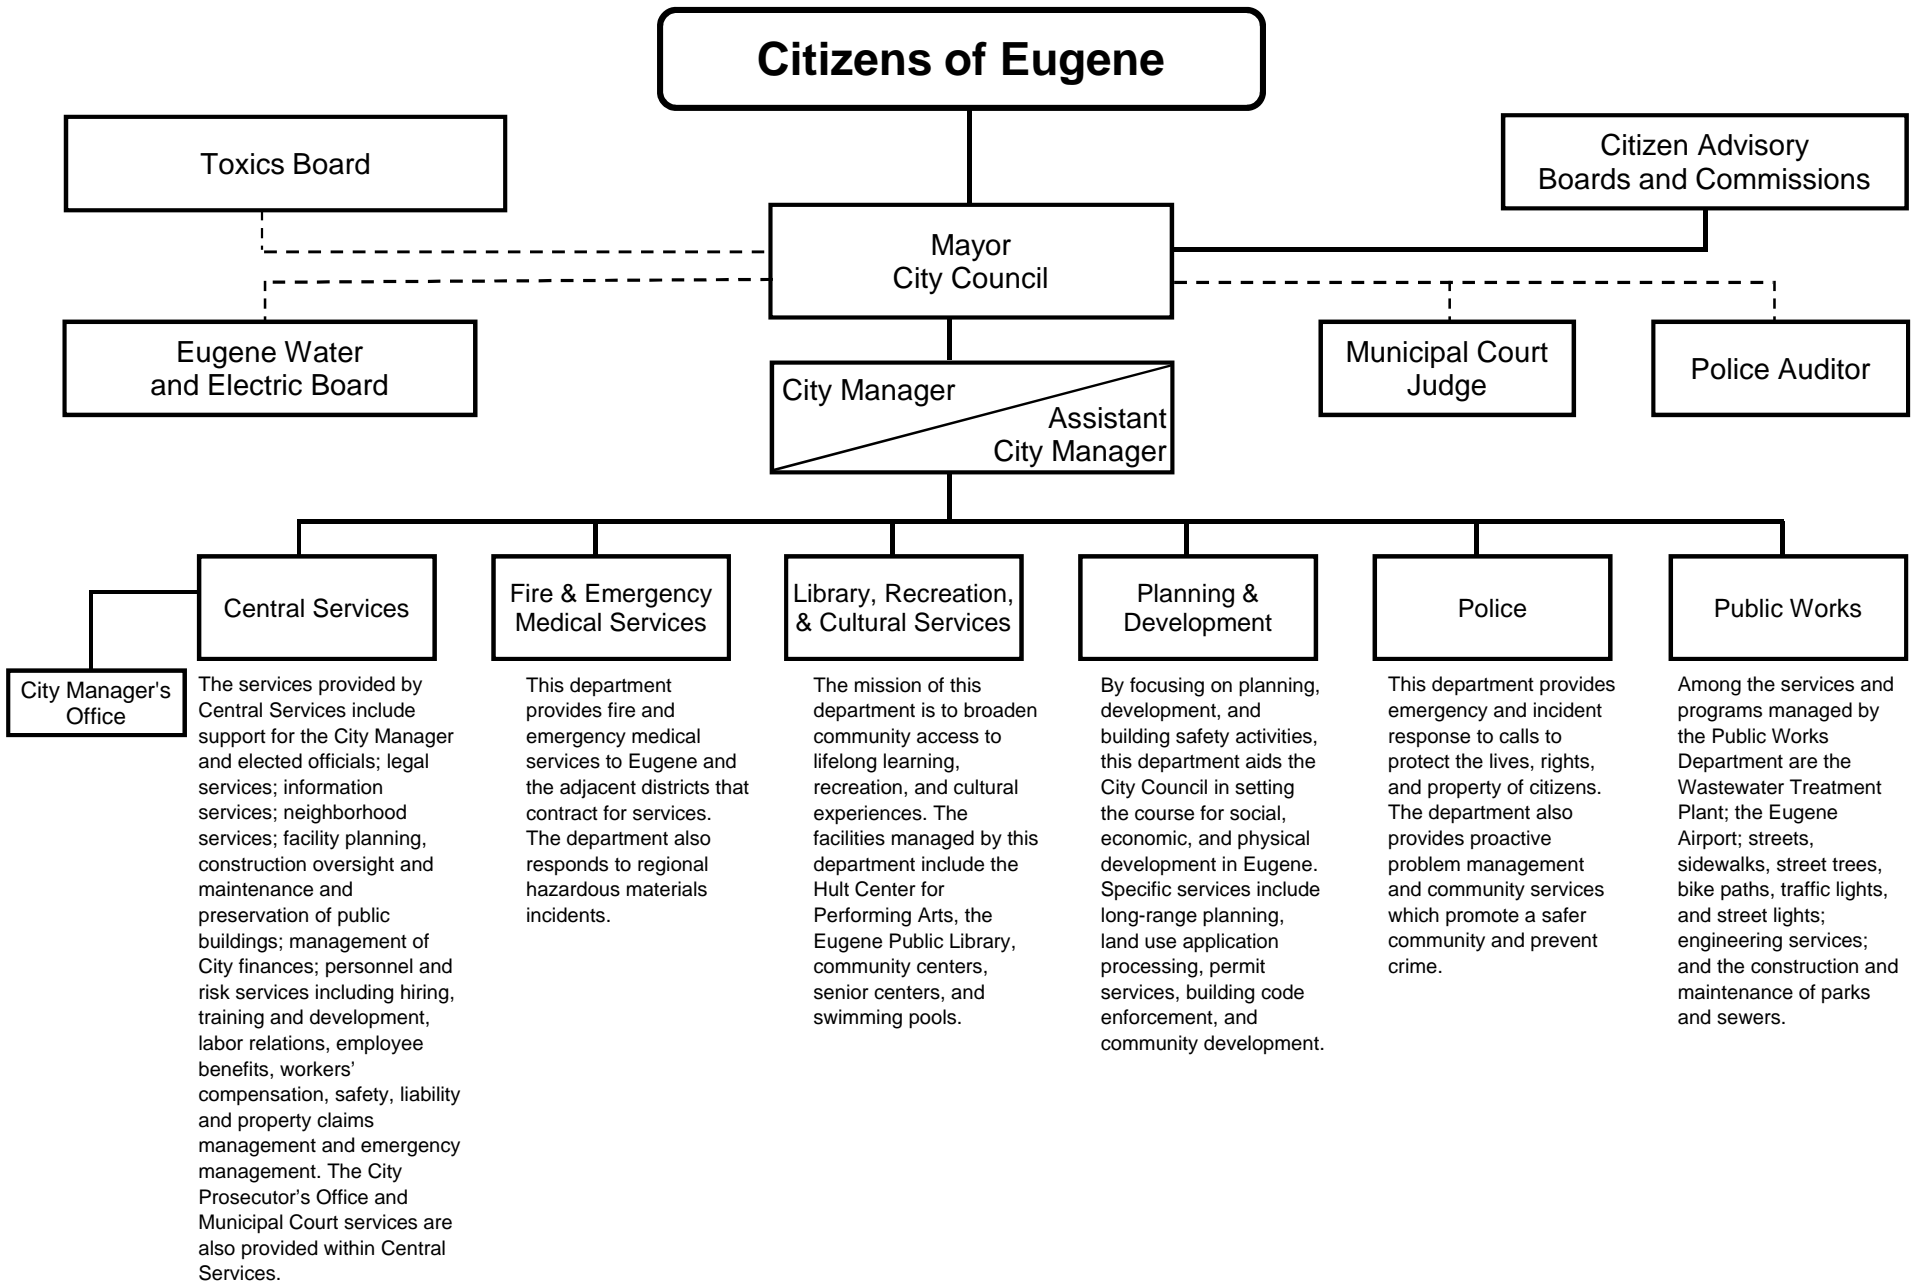 Citizens of Eugene
Toxics Board
Citizen Advisory
Boards and Commissions
Mayor
City Council
Eugene Water
and Electric Board
Municipal Court
Judge
Police Auditor
City Manager
Assistant
City Manager
Central Services
Fire & Emergency
Medical Services
Library, Recreation,
& Cultural Services
Planning &
Development
Police
Public Works
City Manager's
Office
The services provided by
Central Services include
support for the City Manager
and elected officials; legal
services; information
services; neighborhood
services; facility planning,
construction oversight and
maintenance and
preservation of public
buildings; management of
City finances; personnel and
risk services including hiring,
training and development,
labor relations, employee
benefits, workers’
compensation, safety, liability
and property claims
management and emergency
management. The City
Prosecutor’s Office and
Municipal Court services are
also provided within Central
Services.
This department
provides fire and
emergency medical
services to Eugene and
the adjacent districts that
contract for services.
The department also
responds to regional
hazardous materials
incidents.
The mission of this
department is to broaden
community access to
lifelong learning,
recreation, and cultural
experiences. The
facilities managed by this
department include the
Hult Center for
Performing Arts, the
Eugene Public Library,
community centers,
senior centers, and
swimming pools.
By focusing on planning,
development, and
building safety activities,
this department aids the
City Council in setting
the course for social,
economic, and physical
development in Eugene.
Specific services include
long-range planning,
land use application
processing, permit
services, building code
enforcement, and
community development.
This department provides
emergency and incident
response to calls to
protect the lives, rights,
and property of citizens.
The department also
provides proactive
problem management
and community services
which promote a safer
community and prevent
crime.
Among the services and
programs managed by
the Public Works
Department are the
Wastewater Treatment
Plant; the Eugene
Airport; streets,
sidewalks, street trees,
bike paths, traffic lights,
and street lights;
engineering services;
and the construction and
maintenance of parks
and sewers.